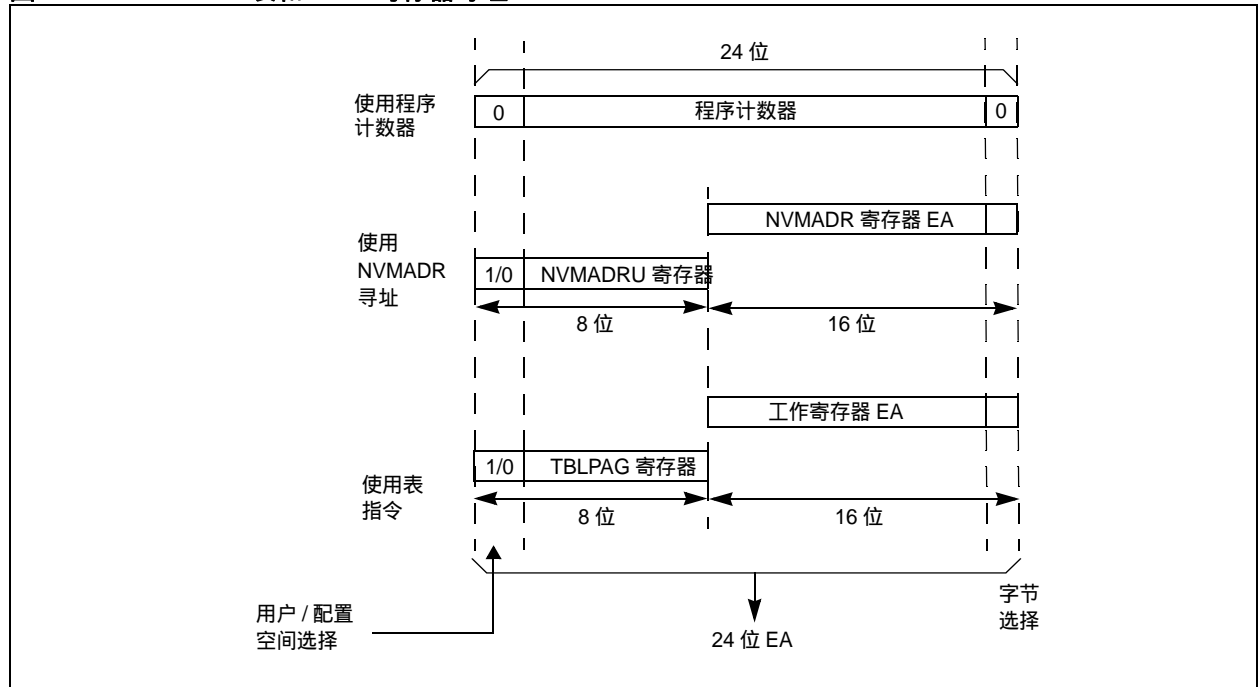 24 位
使用程序
计数器
0
程序计数器
0
NVMADR 寄存器 EA
使用
NVMADR
寻址
1/0
NVMADRU 寄存器
8 位
16 位
工作寄存器 EA
1/0
TBLPAG 寄存器
使用表
指令
8 位
16 位
用户 / 配置
空间选择
24 位 EA
字节
选择